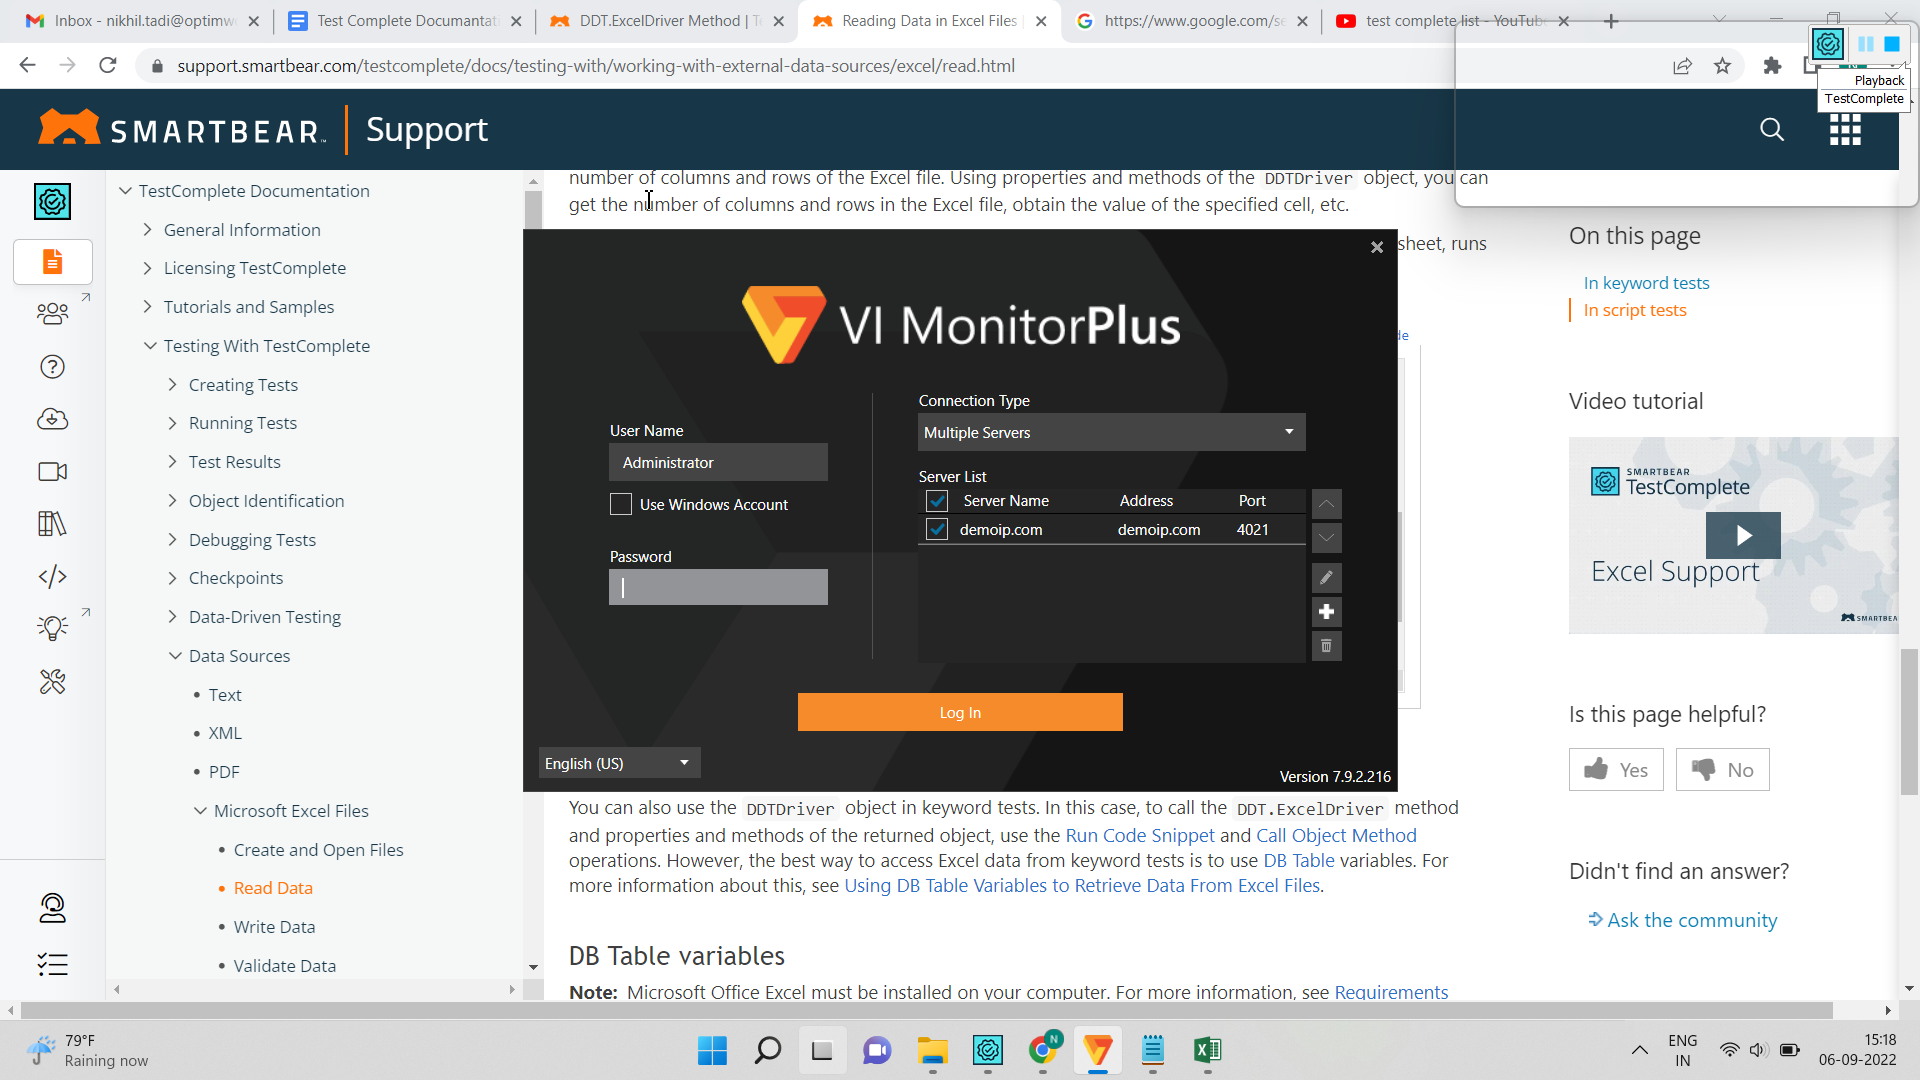 Inbox - nikhil.tadi@optimw
Test Complete Documantati
DDT.ExcelDriver Method | Te
Reading Data in Excel Files |
https://www.google.com/se
test complete list - YouTube
support.smartbear.com/testcomplete/docs/testing-with/working-with-external-data-sources/excel/read.html
Playback
TestComplete
SMARTBEAR
Support
TestComplete Documentation
General Information
Licensing TestComplete
Tutorials and Samples
Testing With TestComplete
Creating Tests
Running Tests
Test Results
Object Identification
Debugging Tests
Checkpoints
Data-Driven Testing
Data Sources
Text
XML
PDF
Microsoft Excel Files
Create and Open Files
Read Data
Write Data
Validate Data
number of columns and rows of the Excel file. Using properties and methods of the DDTDriver object, you can
get the number of columns and rows in the Excel file, obtain the value of the specified cell, etc.
sheet, runs
de
VI MonitorPlus
User Name
Administrator
Use Windows Account
Password
Connection Type
Multiple Servers
Server List
Server Name Address Port
demoip.com demoip.com 4021
Log In
English (US)
Version 7.9.2.216
You can also use the DDTDriver object in keyword tests. In this case, to call the DDT.ExcelDriver method
and properties and methods of the returned object, use the Run Code Snippet and Call Object Method
operations. However, the best way to access Excel data from keyword tests is to use DB Table variables. For
more information about this, see Using DB Table Variables to Retrieve Data From Excel Files.
DB Table variables
Note: Microsoft Office Excel must be installed on your computer. For more information, see Requirements
On this page
In keyword tests
In script tests
Video tutorial
SMARTBEAR
TestComplete
Excel Support
SMARTBEA
Is this page helpful?
Yes
No
Didn't find an answer?
Ask the community
79°F
Raining now
N
ENG
IN
15:18
06-09-2022